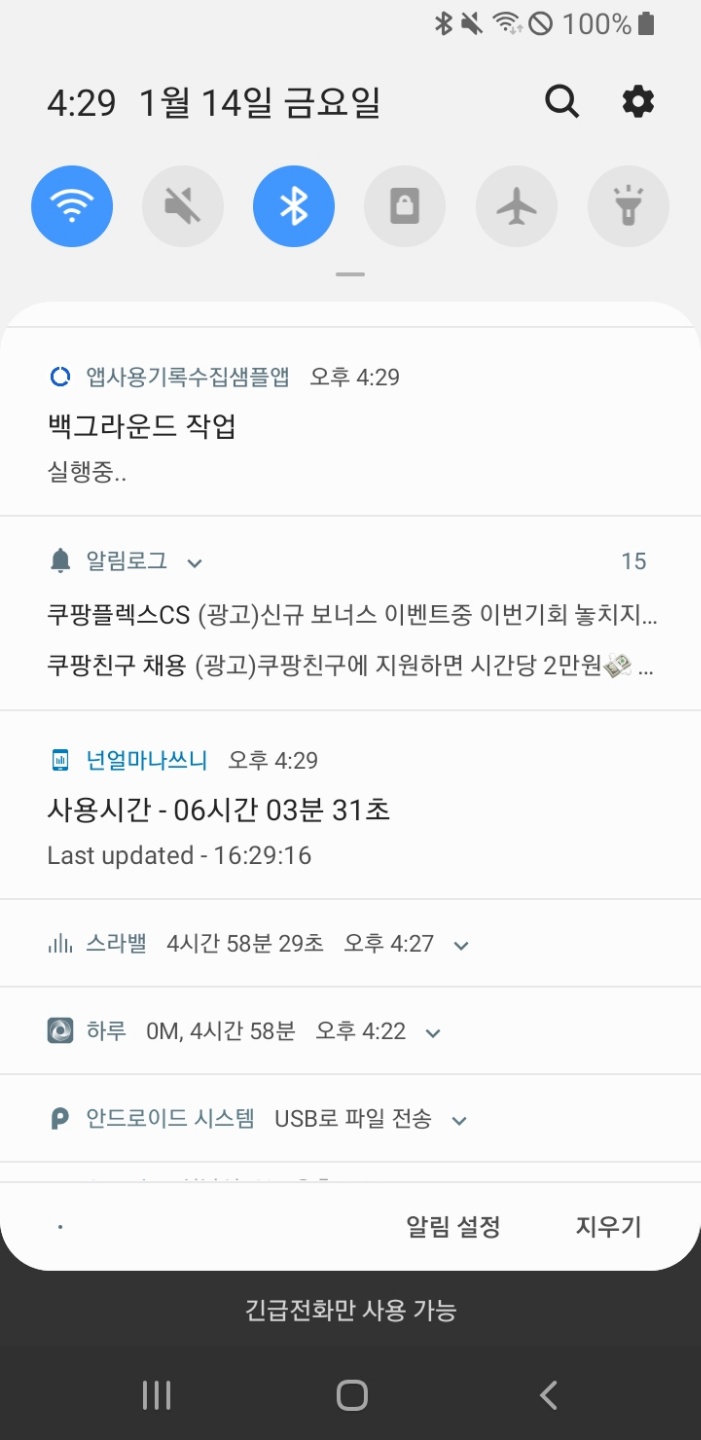 100%
4:29 1월 14일 금요일
앱사용기록수집샘플앱 오후 4:29
백그라운드 작업
실행중..
알림로그 15
쿠팡플렉스CS (광고)신규 보너스 이벤트중 이번기회 놓치지...
쿠팡친구 채용 (광고)쿠팡친구에 지원하면 시간당 2만원💸 ...
넌얼마나쓰니 오후 4:29
사용시간 - 06시간 03분 31초
Last updated - 16:29:16
스라밸 4시간 58분 29초 오후 4:27
하루 0M, 4시간 58분 오후 4:22
안드로이드 시스템 USB로 파일 전송
알림 설정 지우기
긴급전화만 사용 가능